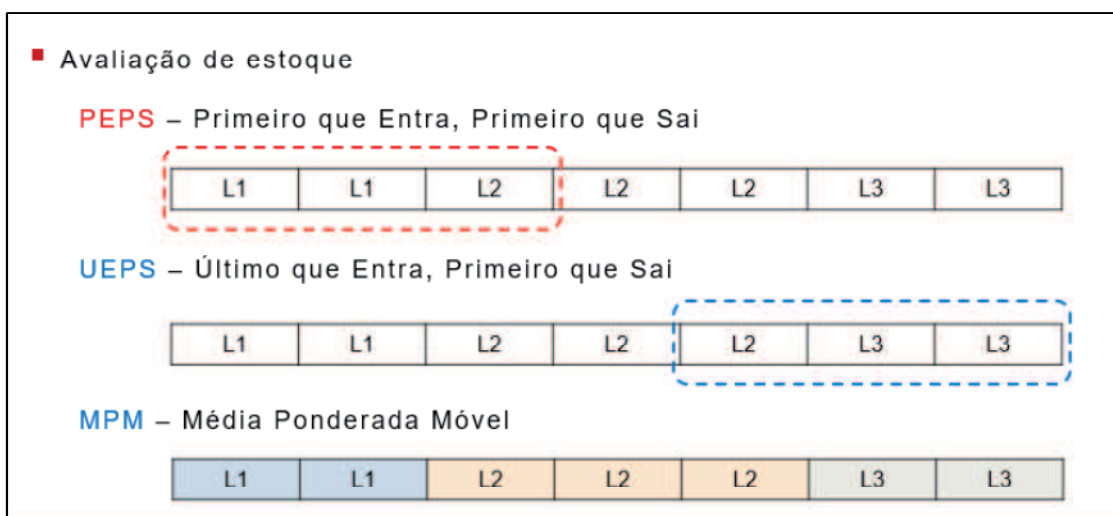 Avaliação de estoque
PEPS – Primeiro que Entra, Primeiro que Sai
L1 L1 L2 L2 L2 L3 L3
UEPS – Último que Entra, Primeiro que Sai
L1 L1 L2 L2 L2 L3 L3
MPM – Média Ponderada Móvel
L1 L1 L2 L2 L2 L3 L3